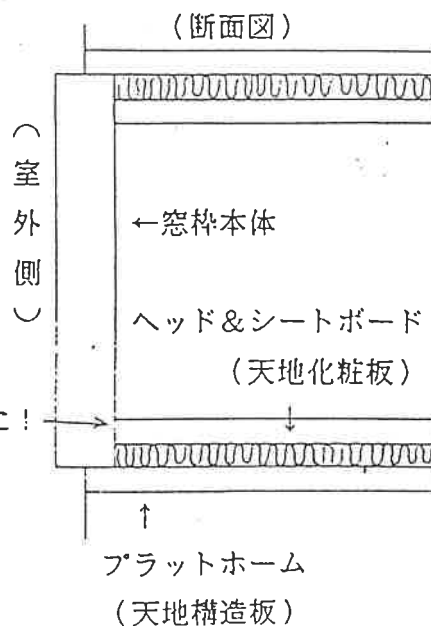 (断面図)
(室外側)
←窓枠本体
ヘッド&シートボード
(天地化粧板)
↓
!
↑
プラットホーム
(天地構造板)